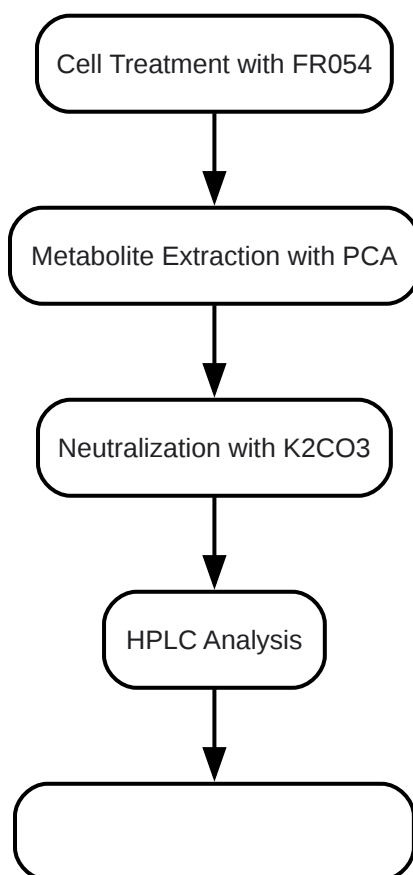 Cell Treatment with FR054
Metabolite Extraction with PCA
Neutralization with K2CO3
HPLC Analysis